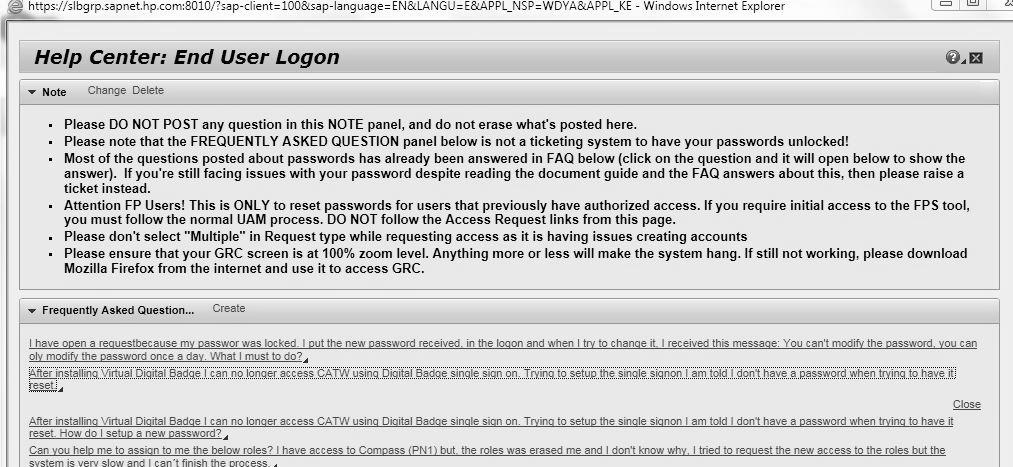 https://slbgrp.sapnet.hp.com:8010/?sap-client=100&sap-language=EN&LANGU=E&APPL_NSP=WDYA&APPL_KE - Windows Internet Explorer
Help Center: End User Logon
Note Change Delete
Please DO NOT POST any question in this NOTE panel, and do not erase what's posted here.
Please note that the FREQUENTLY ASKED QUESTION panel below is not a ticketing system to have your passwords unlocked!
Most of the questions posted about passwords has already been answered in FAQ below (click on the question and it will open below to show the
answer). If you're still facing issues with your password despite reading the document guide and the FAQ answers about this, then please raise a
ticket instead.
Attention FP Users! This is ONLY to reset passwords for users that previously have authorized access. If you require initial access to the FPS tool,
you must follow the normal UAM process. DO NOT follow the Access Request links from this page.
Please don't select "Multiple" in Request type while requesting access as it is having issues creating accounts
Please ensure that your GRC screen is at 100% zoom level. Anything more or less will make the system hang. If still not working, please download
Mozilla Firefox from the internet and use it to access GRC.
Frequently Asked Question... Create
I have open a requestbecause my passwor was locked. I put the new password received, in the logon and when I try to change it, I received this message: You can't modify the password, you can
oly modify the password once a day. What I must to do?
After installing Virtual Digital Badge I can no longer access CATW using Digital Badge single sign on. Trying to setup the single signon I am told I don't have a password when trying to have it
reset.
Close
After installing Virtual Digital Badge I can no longer access CATW using Digital Badge single sign on. Trying to setup the single signon I am told I don't have a password when trying to have it
reset. How do I setup a new password?
Can you help me to assign to me the below roles? I have access to Compass (PN1) but, the roles was erased me and I don't know why, I tried to request the new access to the roles but the
system is very slow and I can´t finish the process.